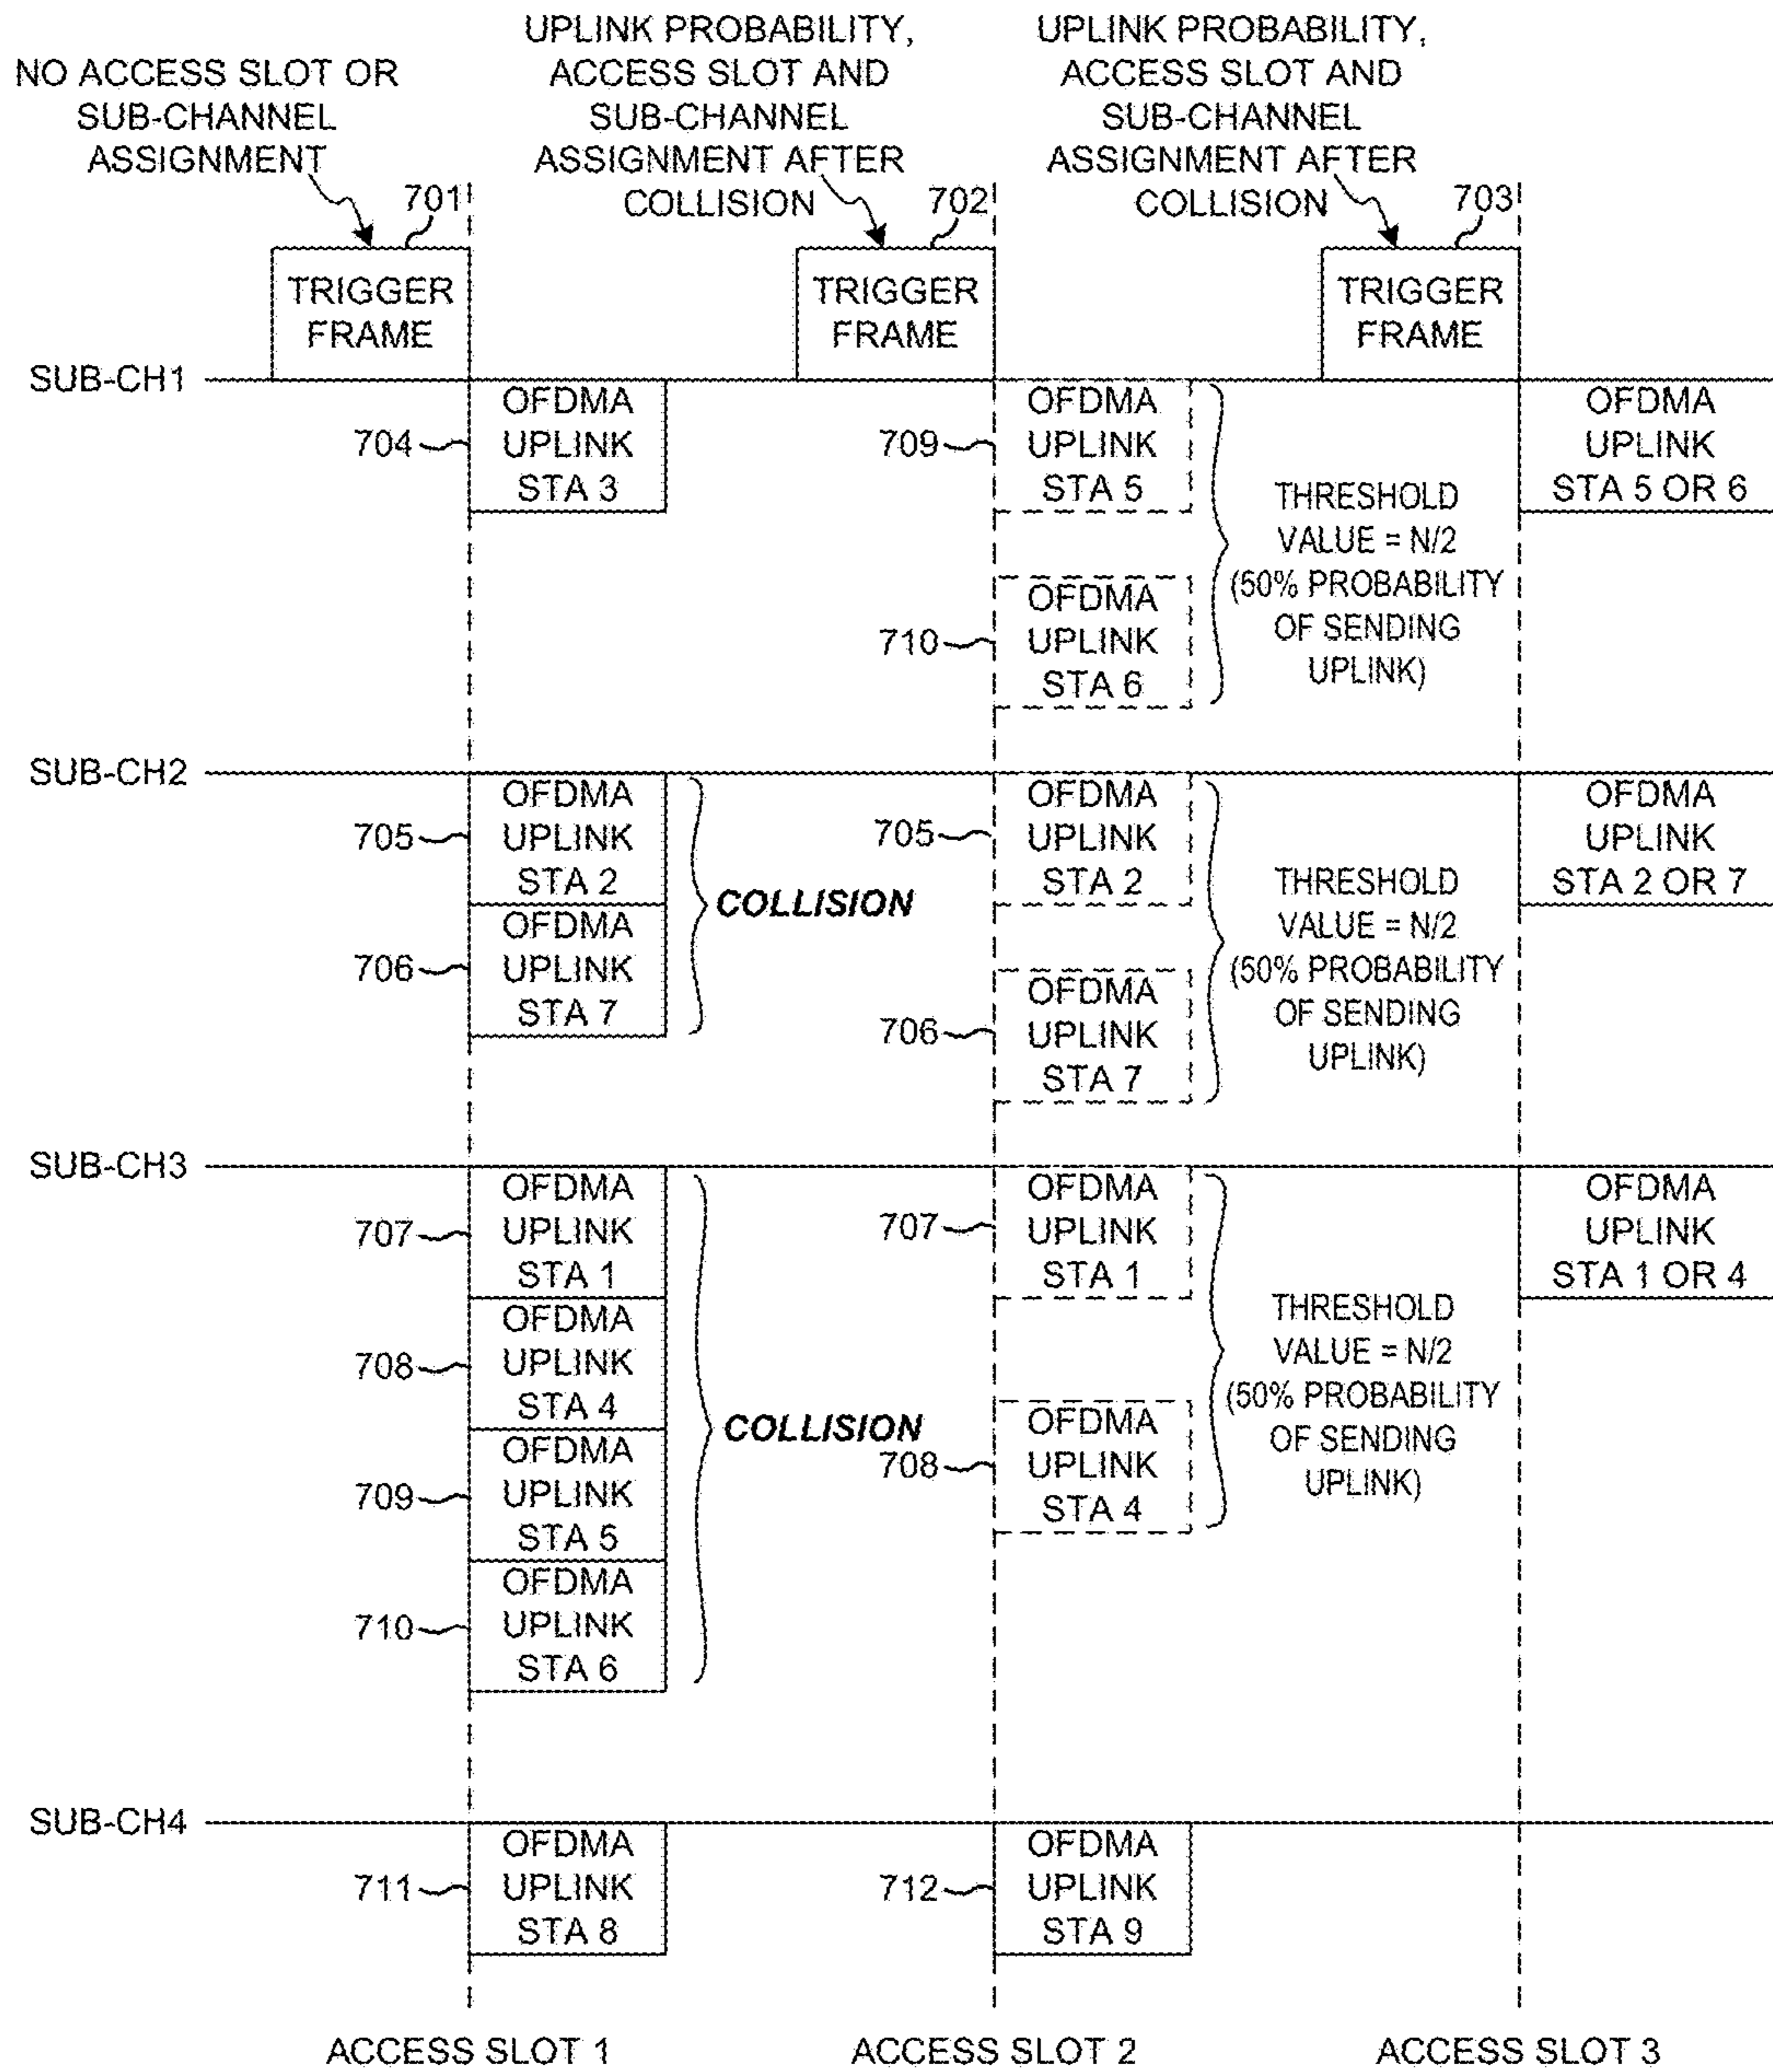 NO ACCESS SLOT OR
SUB-CHANNEL
ASSIGNMENT
UPLINK PROBABILITY,
ACCESS SLOT AND
SUB-CHANNEL
ASSIGNMENT AFTER
COLLISION
UPLINK PROBABILITY,
ACCESS SLOT AND
SUB-CHANNEL
ASSIGNMENT AFTER
COLLISION
701
702
703
TRIGGER
FRAME
TRIGGER
FRAME
TRIGGER
FRAME
SUB-CH1
704
OFDMA
UPLINK
STA 3
709
OFDMA
UPLINK
STA 5
710
OFDMA
UPLINK
STA 6
THRESHOLD
VALUE = N/2
(50% PROBABILITY
OF SENDING
UPLINK)
OFDMA
UPLINK
STA 5 OR 6
SUB-CH2
705
OFDMA
UPLINK
STA 2
706
OFDMA
UPLINK
STA 7
COLLISION
705
OFDMA
UPLINK
STA 2
706
OFDMA
UPLINK
STA 7
THRESHOLD
VALUE = N/2
(50% PROBABILITY
OF SENDING
UPLINK)
OFDMA
UPLINK
STA 2 OR 7
SUB-CH3
707
OFDMA
UPLINK
STA 1
708
OFDMA
UPLINK
STA 4
709
OFDMA
UPLINK
STA 5
710
OFDMA
UPLINK
STA 6
COLLISION
707
OFDMA
UPLINK
STA 1
708
OFDMA
UPLINK
STA 4
THRESHOLD
VALUE = N/2
(50% PROBABILITY
OF SENDING
UPLINK)
OFDMA
UPLINK
STA 1 OR 4
SUB-CH4
711
OFDMA
UPLINK
STA 8
712
OFDMA
UPLINK
STA 9
ACCESS SLOT 1
ACCESS SLOT 2
ACCESS SLOT 3